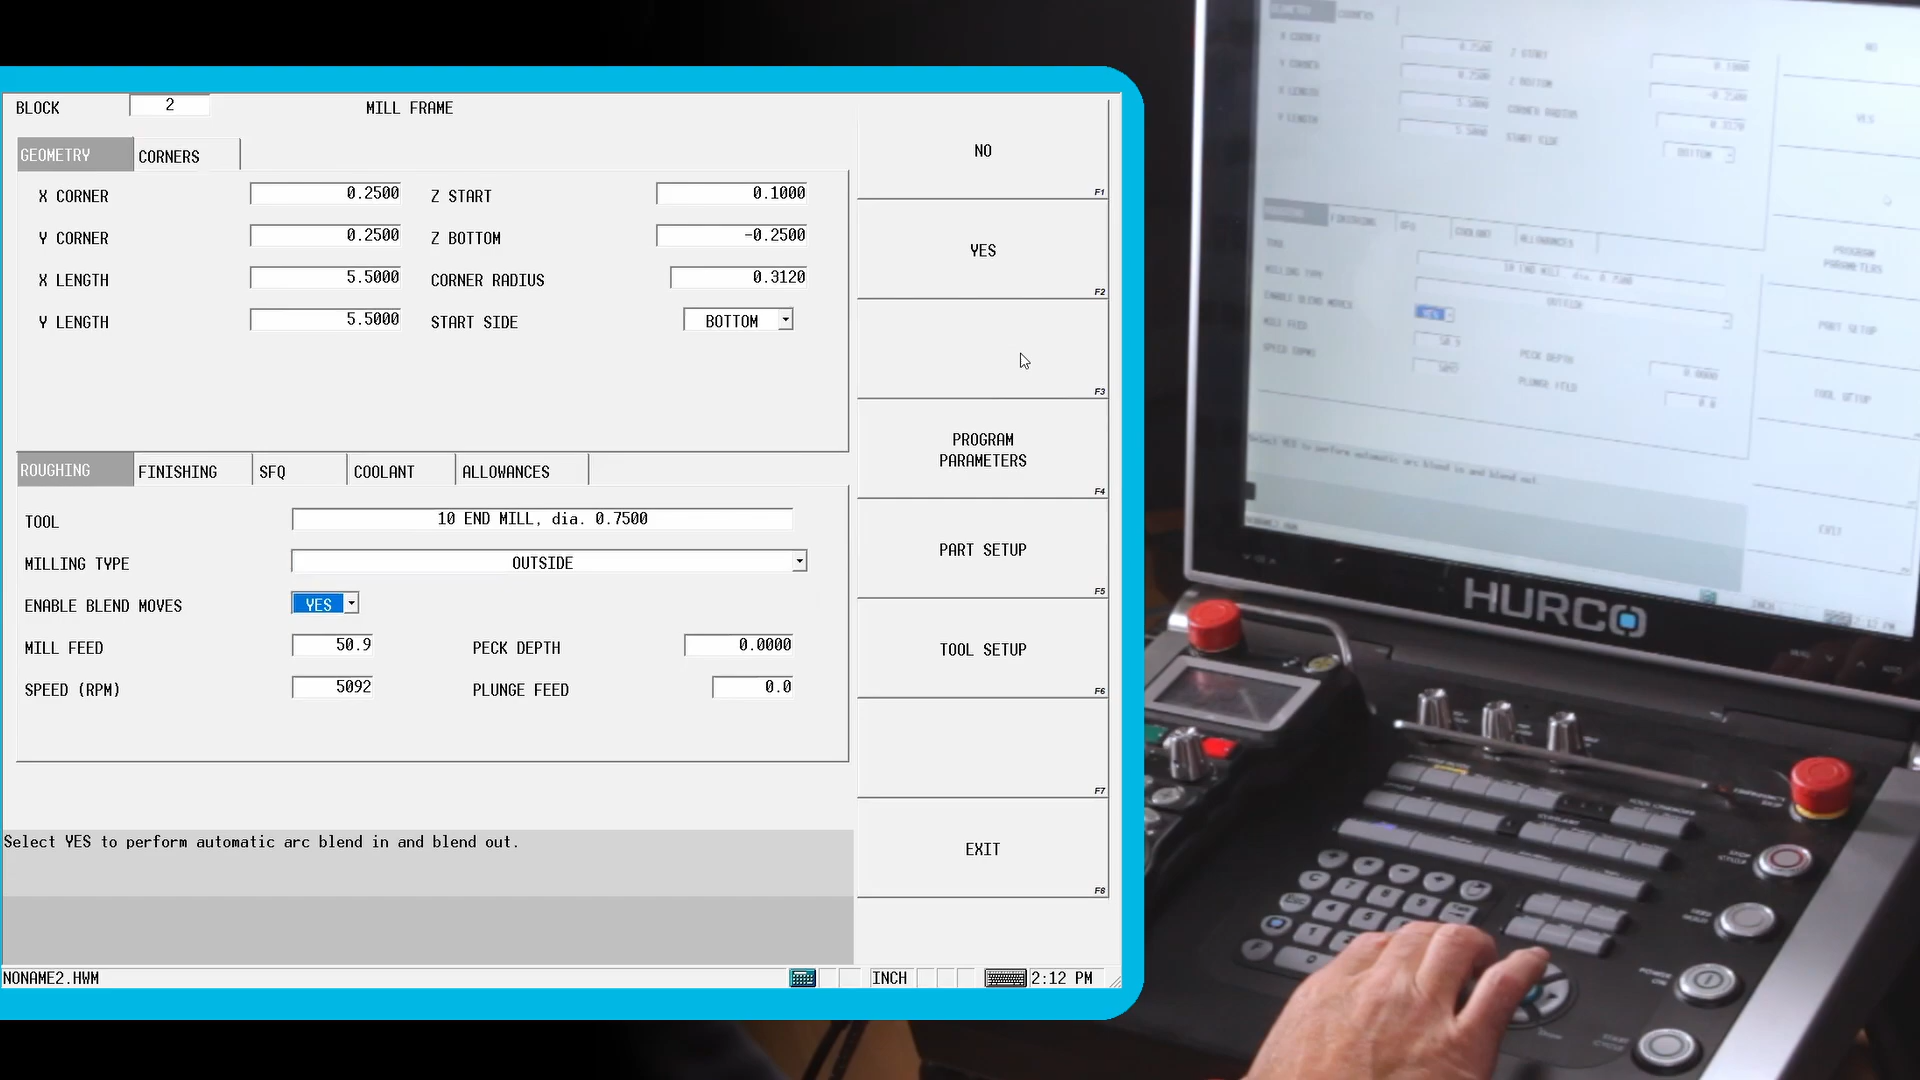 BLOCK 2 MILL FRAME
GEOMETRY CORNERS
X CORNER 0.2500 Z START 0.1000
Y CORNER 0.2500 Z BOTTOM -0.2500
X LENGTH 5.5000 CORNER RADIUS 0.3120
Y LENGTH 5.5000 START SIDE BOTTOM
ROUGHING FINISHING SFQ COOLANT ALLOWANCES
TOOL 10 END MILL, dia. 0.7500
MILLING TYPE OUTSIDE
ENABLE BLEND MOVES YES
MILL FEED 50.9 PECK DEPTH 0.0000
SPEED (RPM) 5092 PLUNGE FEED 0.0
Select YES to perform automatic arc blend in and blend out.
NONAME2.HWM INCH 2:12 PM
NO
F1
YES
F2
F3
PROGRAM
PARAMETERS
F4
PART SETUP
F5
TOOL SETUP
F6
F7
EXIT
F8
HURCO